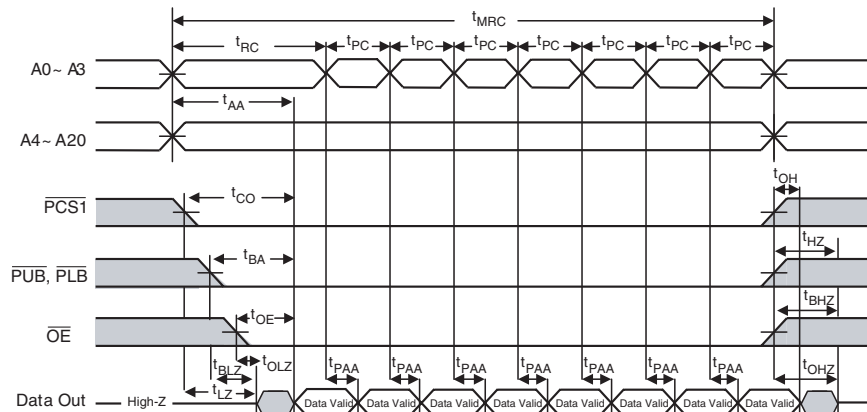 tMRC
tRC tPC tPC tPC tPC tPC tPC tPC
A0~ A3
tAA
A4~ A20
tOH
tCO
PCS1
tHZ
tBA
PUB, PLB
tBHZ
tOE
OE
tOLZ
tBLZ tPAA tPAA tPAA tPAA tPAA tPAA tPAA tOHZ
tLZ
Data Out High-Z Data Valid Data Valid Data Valid Data Valid Data Valid Data Valid Data Valid Data Valid